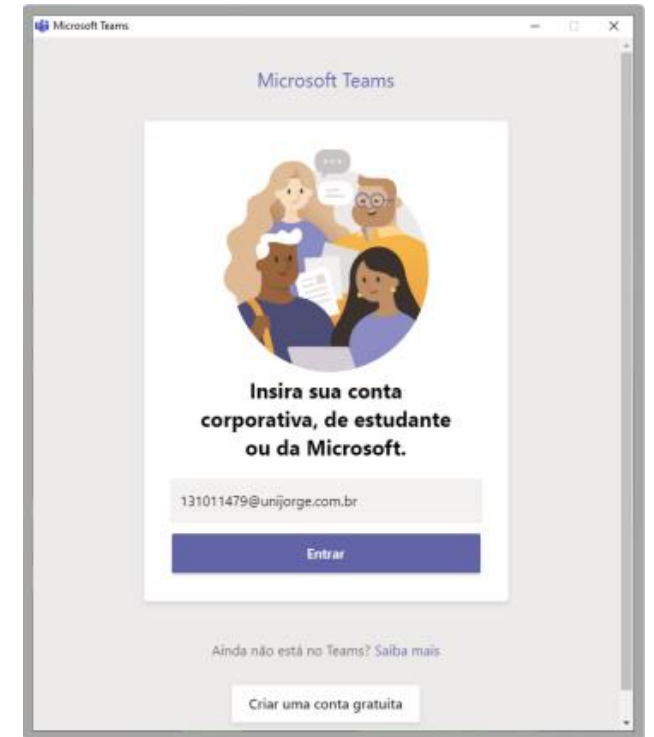 Microsoft Teams
Microsoft Teams
Insira sua conta
corporativa, de estudante
ou da Microsoft.
131011479@unijorge.com.br
Entrar
Ainda não está no Teams? Saiba mais
Criar uma conta gratuita